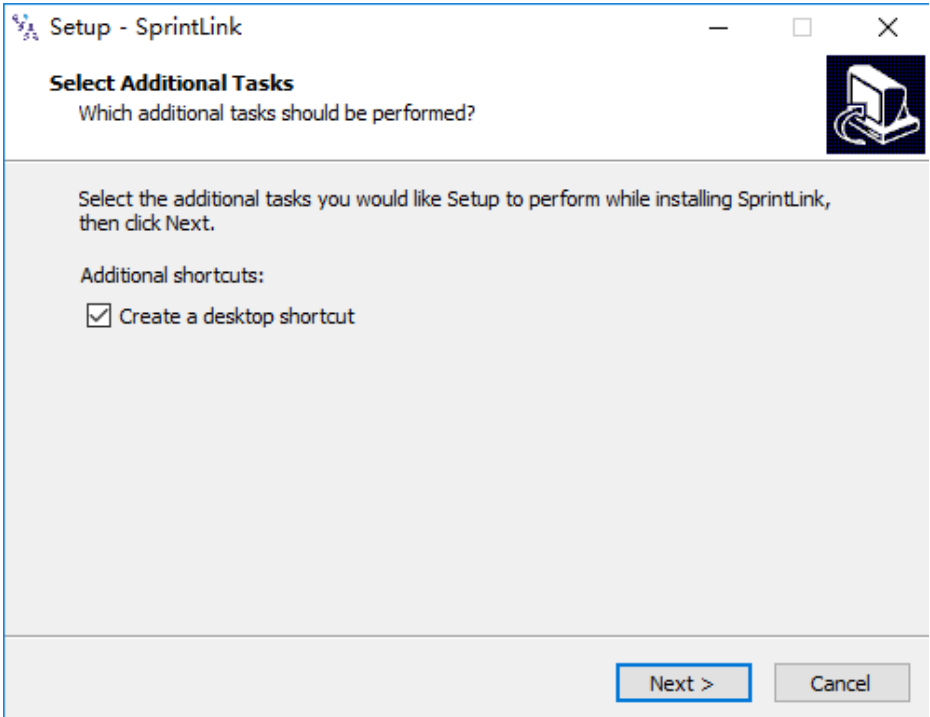 Setup - SprintLink
Select Additional Tasks
Which additional tasks should be performed?
Select the additional tasks you would like Setup to perform while installing SprintLink,
then click Next.
Additional shortcuts:
Create a desktop shortcut
Next >
Cancel